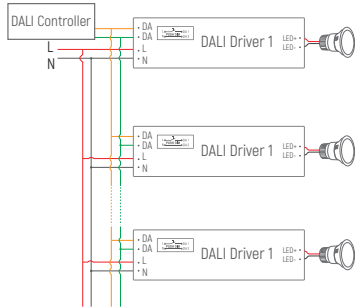 DALI Controller
L
N
DA
DA
L
N
DALI Driver 1
LED+
LED-
DA
DA
L
N
DALI Driver 1
LED+
LED-
DA
DA
L
N
DALI Driver 1
LED+
LED-